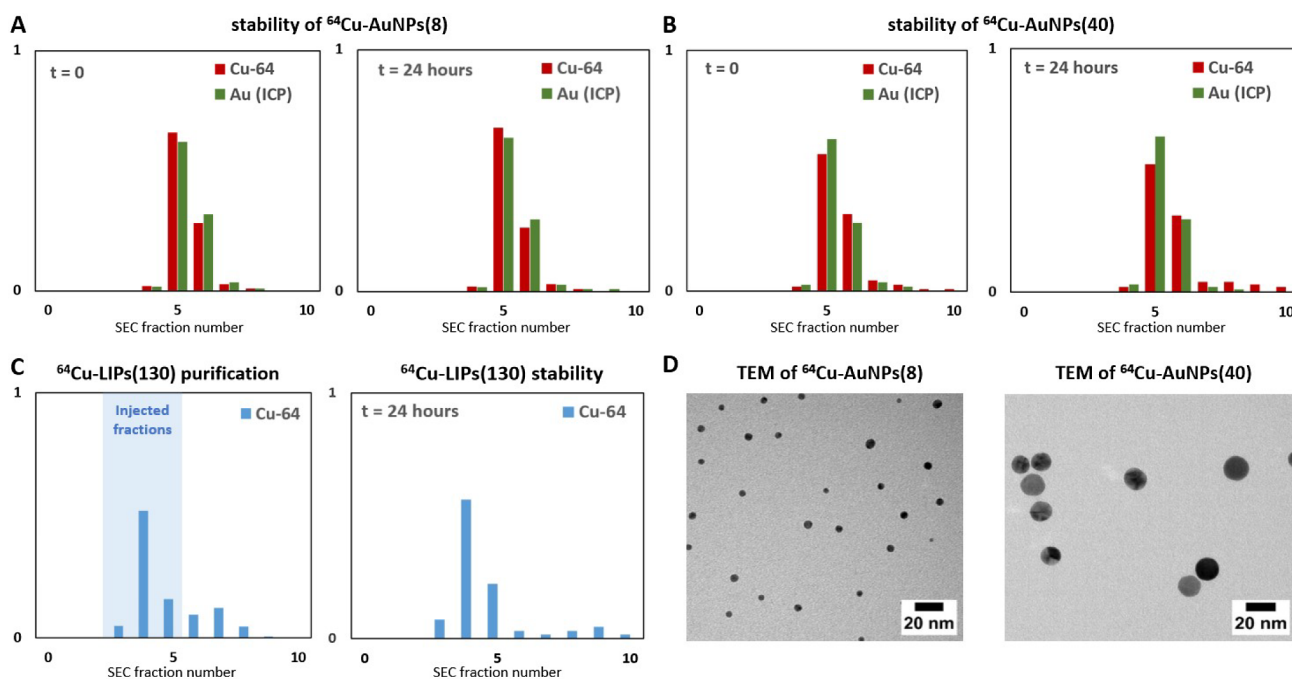 A
stability of ⁶⁴Cu-AuNPs(8)
1
t = 0
Cu-64
Au (ICP)
0
0
5
10
SEC fraction number
t = 24 hours
Cu-64
Au (ICP)
0
0
5
10
SEC fraction number
B
stability of ⁶⁴Cu-AuNPs(40)
1
t = 0
Cu-64
Au (ICP)
0
0
5
10
SEC fraction number
1
t = 24 hours
Cu-64
Au (ICP)
0
0
5
10
SEC fraction number
C
⁶⁴Cu-LIPs(130) purification
1
Injected
fractions
Cu-64
0
0
5
10
SEC fraction number
⁶⁴Cu-LIPs(130) stability
1
t = 24 hours
Cu-64
0
0
5
10
SEC fraction number
D
TEM of ⁶⁴Cu-AuNPs(8)
20 nm
TEM of ⁶⁴Cu-AuNPs(40)
20 nm